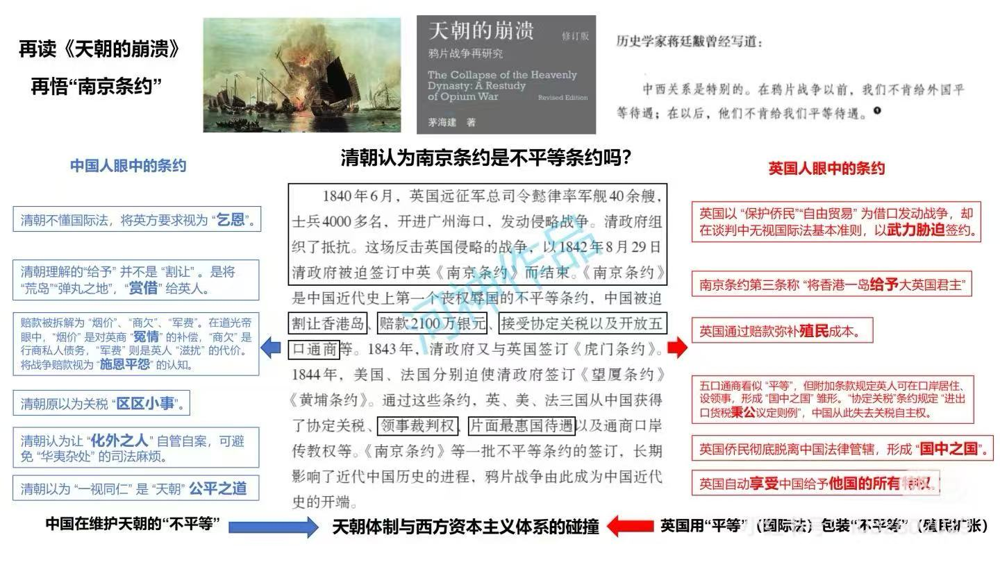 再读《天朝的崩溃》
再悟“南京条约”
天朝的崩溃 修订版
鸦片战争再研究
The Collapse of the Heavenly
Dynasty: A Restudy
of Opium War Revised Edition
茅海建 著
历史学家蒋廷黻曾经写道：
中西关系是特别的。在鸦片战争以前，我们不肯给外国平
等待遇；在以后，他们不肯给我们平等待遇。❶
清朝认为南京条约是不平等条约吗？
中国人眼中的条约
清朝不懂国际法，将英方要求视为 “乞恩”。
清朝理解的“给予” 并不是 “割让” 。是将
“荒岛”“弹丸之地”，“赏借” 给英人。
赔款被拆解为 “烟价”、“商欠”、“军费”。在道光帝
眼中，“烟价” 是对英商 “冤情” 的补偿，“商欠” 是
行商私人债务，“军费” 则是英人 “滋扰” 的代价。
将战争赔款视为 “施恩平怨” 的认知。
清朝原以为关税 “区区小事”。
清朝认为让 “化外之人” 自管自案，可避
免 “华夷杂处” 的司法麻烦。
清朝以为 “一视同仁” 是 “天朝” 公平之道
1840年6月，英国远征军总司令懿律率军舰40余艘，
士兵4000多名，开进广州海口，发动侵略战争。清政府组
织了抵抗。这场反击英国侵略的战争，以1842年8月29日
清政府被迫签订中英《南京条约》而结束。《南京条约》
是中国近代史上第一个丧权辱国的不平等条约，中国被迫
割让香港岛、赔款2100万银元、接受协定关税以及开放五
口通商等。1843年，清政府又与英国签订《虎门条约》。
1844年，美国、法国分别迫使清政府签订《望厦条约》
《黄埔条约》。通过这些条约，英、美、法三国从中国获得
了协定关税、领事裁判权、片面最惠国待遇以及通商口岸
传教权等。《南京条约》等一批不平等条约的签订，长期
影响了近代中国历史的进程，鸦片战争由此成为中国近代
史的开端。
河神作品
英国人眼中的条约
英国以 “保护侨民”“自由贸易” 为借口发动战争，却
在谈判中无视国际法基本准则，以武力胁迫签约。
南京条约第三条称 “将香港一岛给予大英国君主”
英国通过赔款弥补殖民成本。
五口通商看似 “平等”，但附加条款规定英人可在口岸居住、
设领事，形成 “国中之国” 雏形。“协定关税”条约规定 “进出
口货税秉公议定则例”，中国从此失去关税自主权。
英国侨民彻底脱离中国法律管辖，形成 “国中之国”。
英国自动享受中国给予他国的所有特权。
中国在维护天朝的“不平等”
天朝体制与西方资本主义体系的碰撞
英国用“平等”（国际法）包装“不平等”（殖民扩张）
小红书号：